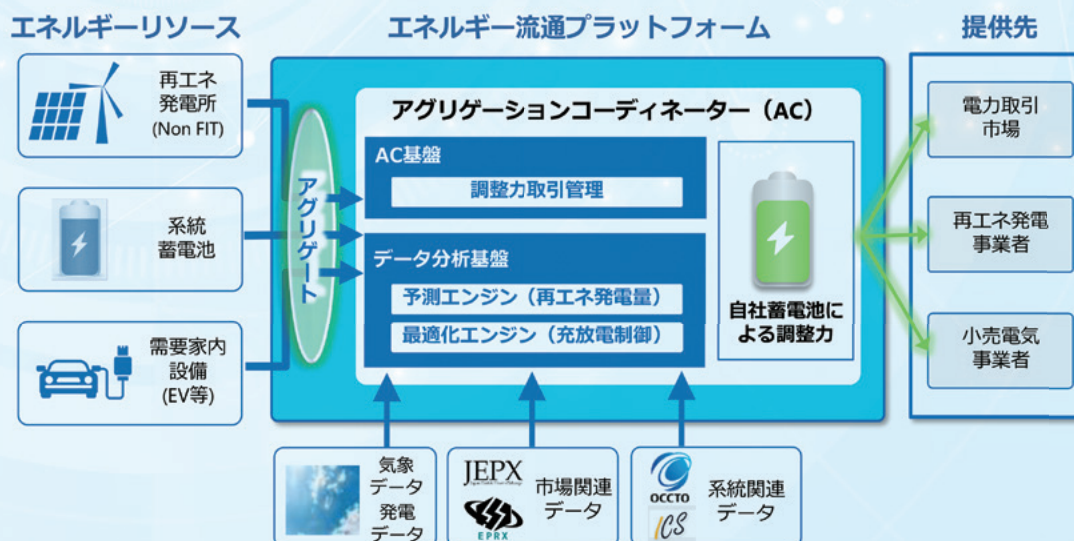 エネルギーリソース
エネルギー流通プラットフォーム
提供先
再エネ
発電所
(Non FIT)
系統
蓄電池
需要家内
設備
(EV等)
アグリゲート
アグリゲーションコーディネーター（AC）
AC基盤
調整力取引管理
データ分析基盤
予測エンジン（再エネ発電量）
最適化エンジン（充放電制御）
自社蓄電池に
よる調整力
電力取引
市場
再エネ発電
事業者
小売電気
事業者
気象
データ
発電
データ
JEPX
EPRX
市場関連
データ
OCCTO
ICS
系統関連
データ